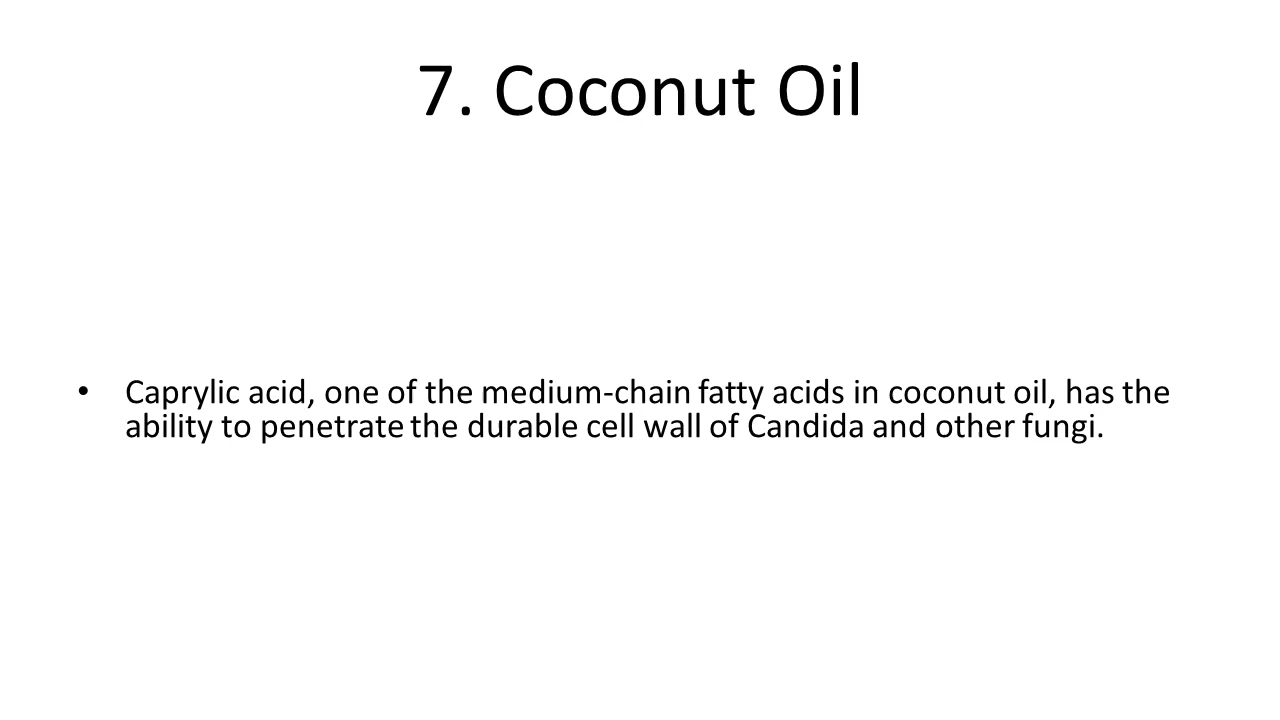 7. Coconut Oil
• Caprylic acid, one of the medium-chain fatty acids in coconut oil, has the
ability to penetrate the durable cell wall of Candida and other fungi.